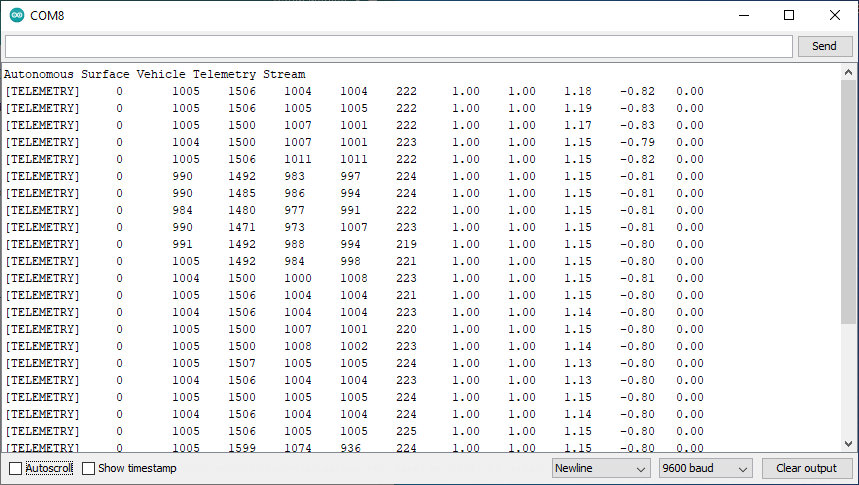 COM8
Send
Autonomous Surface Vehicle Telemetry Stream
[TELEMETRY] 0 1005 1506 1004 1004 222 1.00 1.00 1.18 -0.82 0.00
[TELEMETRY] 0 1005 1506 1005 1005 222 1.00 1.00 1.19 -0.83 0.00
[TELEMETRY] 0 1005 1500 1007 1001 222 1.00 1.00 1.17 -0.83 0.00
[TELEMETRY] 0 1004 1500 1007 1001 223 1.00 1.00 1.15 -0.79 0.00
[TELEMETRY] 0 1005 1506 1011 1011 222 1.00 1.00 1.15 -0.82 0.00
[TELEMETRY] 0 990 1492 983 997 224 1.00 1.00 1.15 -0.81 0.00
[TELEMETRY] 0 990 1485 986 994 224 1.00 1.00 1.15 -0.81 0.00
[TELEMETRY] 0 984 1480 977 991 222 1.00 1.00 1.15 -0.81 0.00
[TELEMETRY] 0 990 1471 973 1007 223 1.00 1.00 1.15 -0.81 0.00
[TELEMETRY] 0 991 1492 988 994 219 1.00 1.00 1.15 -0.80 0.00
[TELEMETRY] 0 1005 1492 984 998 221 1.00 1.00 1.15 -0.80 0.00
[TELEMETRY] 0 1004 1500 1000 1008 223 1.00 1.00 1.15 -0.81 0.00
[TELEMETRY] 0 1005 1506 1004 1004 221 1.00 1.00 1.15 -0.80 0.00
[TELEMETRY] 0 1004 1506 1004 1004 223 1.00 1.00 1.14 -0.80 0.00
[TELEMETRY] 0 1005 1500 1007 1001 220 1.00 1.00 1.15 -0.80 0.00
[TELEMETRY] 0 1005 1500 1008 1002 223 1.00 1.00 1.14 -0.80 0.00
[TELEMETRY] 0 1005 1507 1005 1005 224 1.00 1.00 1.13 -0.80 0.00
[TELEMETRY] 0 1004 1506 1004 1004 223 1.00 1.00 1.13 -0.80 0.00
[TELEMETRY] 0 1005 1500 1005 1005 224 1.00 1.00 1.15 -0.80 0.00
[TELEMETRY] 0 1004 1506 1004 1004 224 1.00 1.00 1.14 -0.80 0.00
[TELEMETRY] 0 1005 1506 1005 1005 225 1.00 1.00 1.15 -0.80 0.00
[TELEMETRY] 0 1005 1599 1074 936 224 1.00 1.00 1.15 -0.80 0.00
Autoscroll Show timestamp Newline 9600 baud Clear output